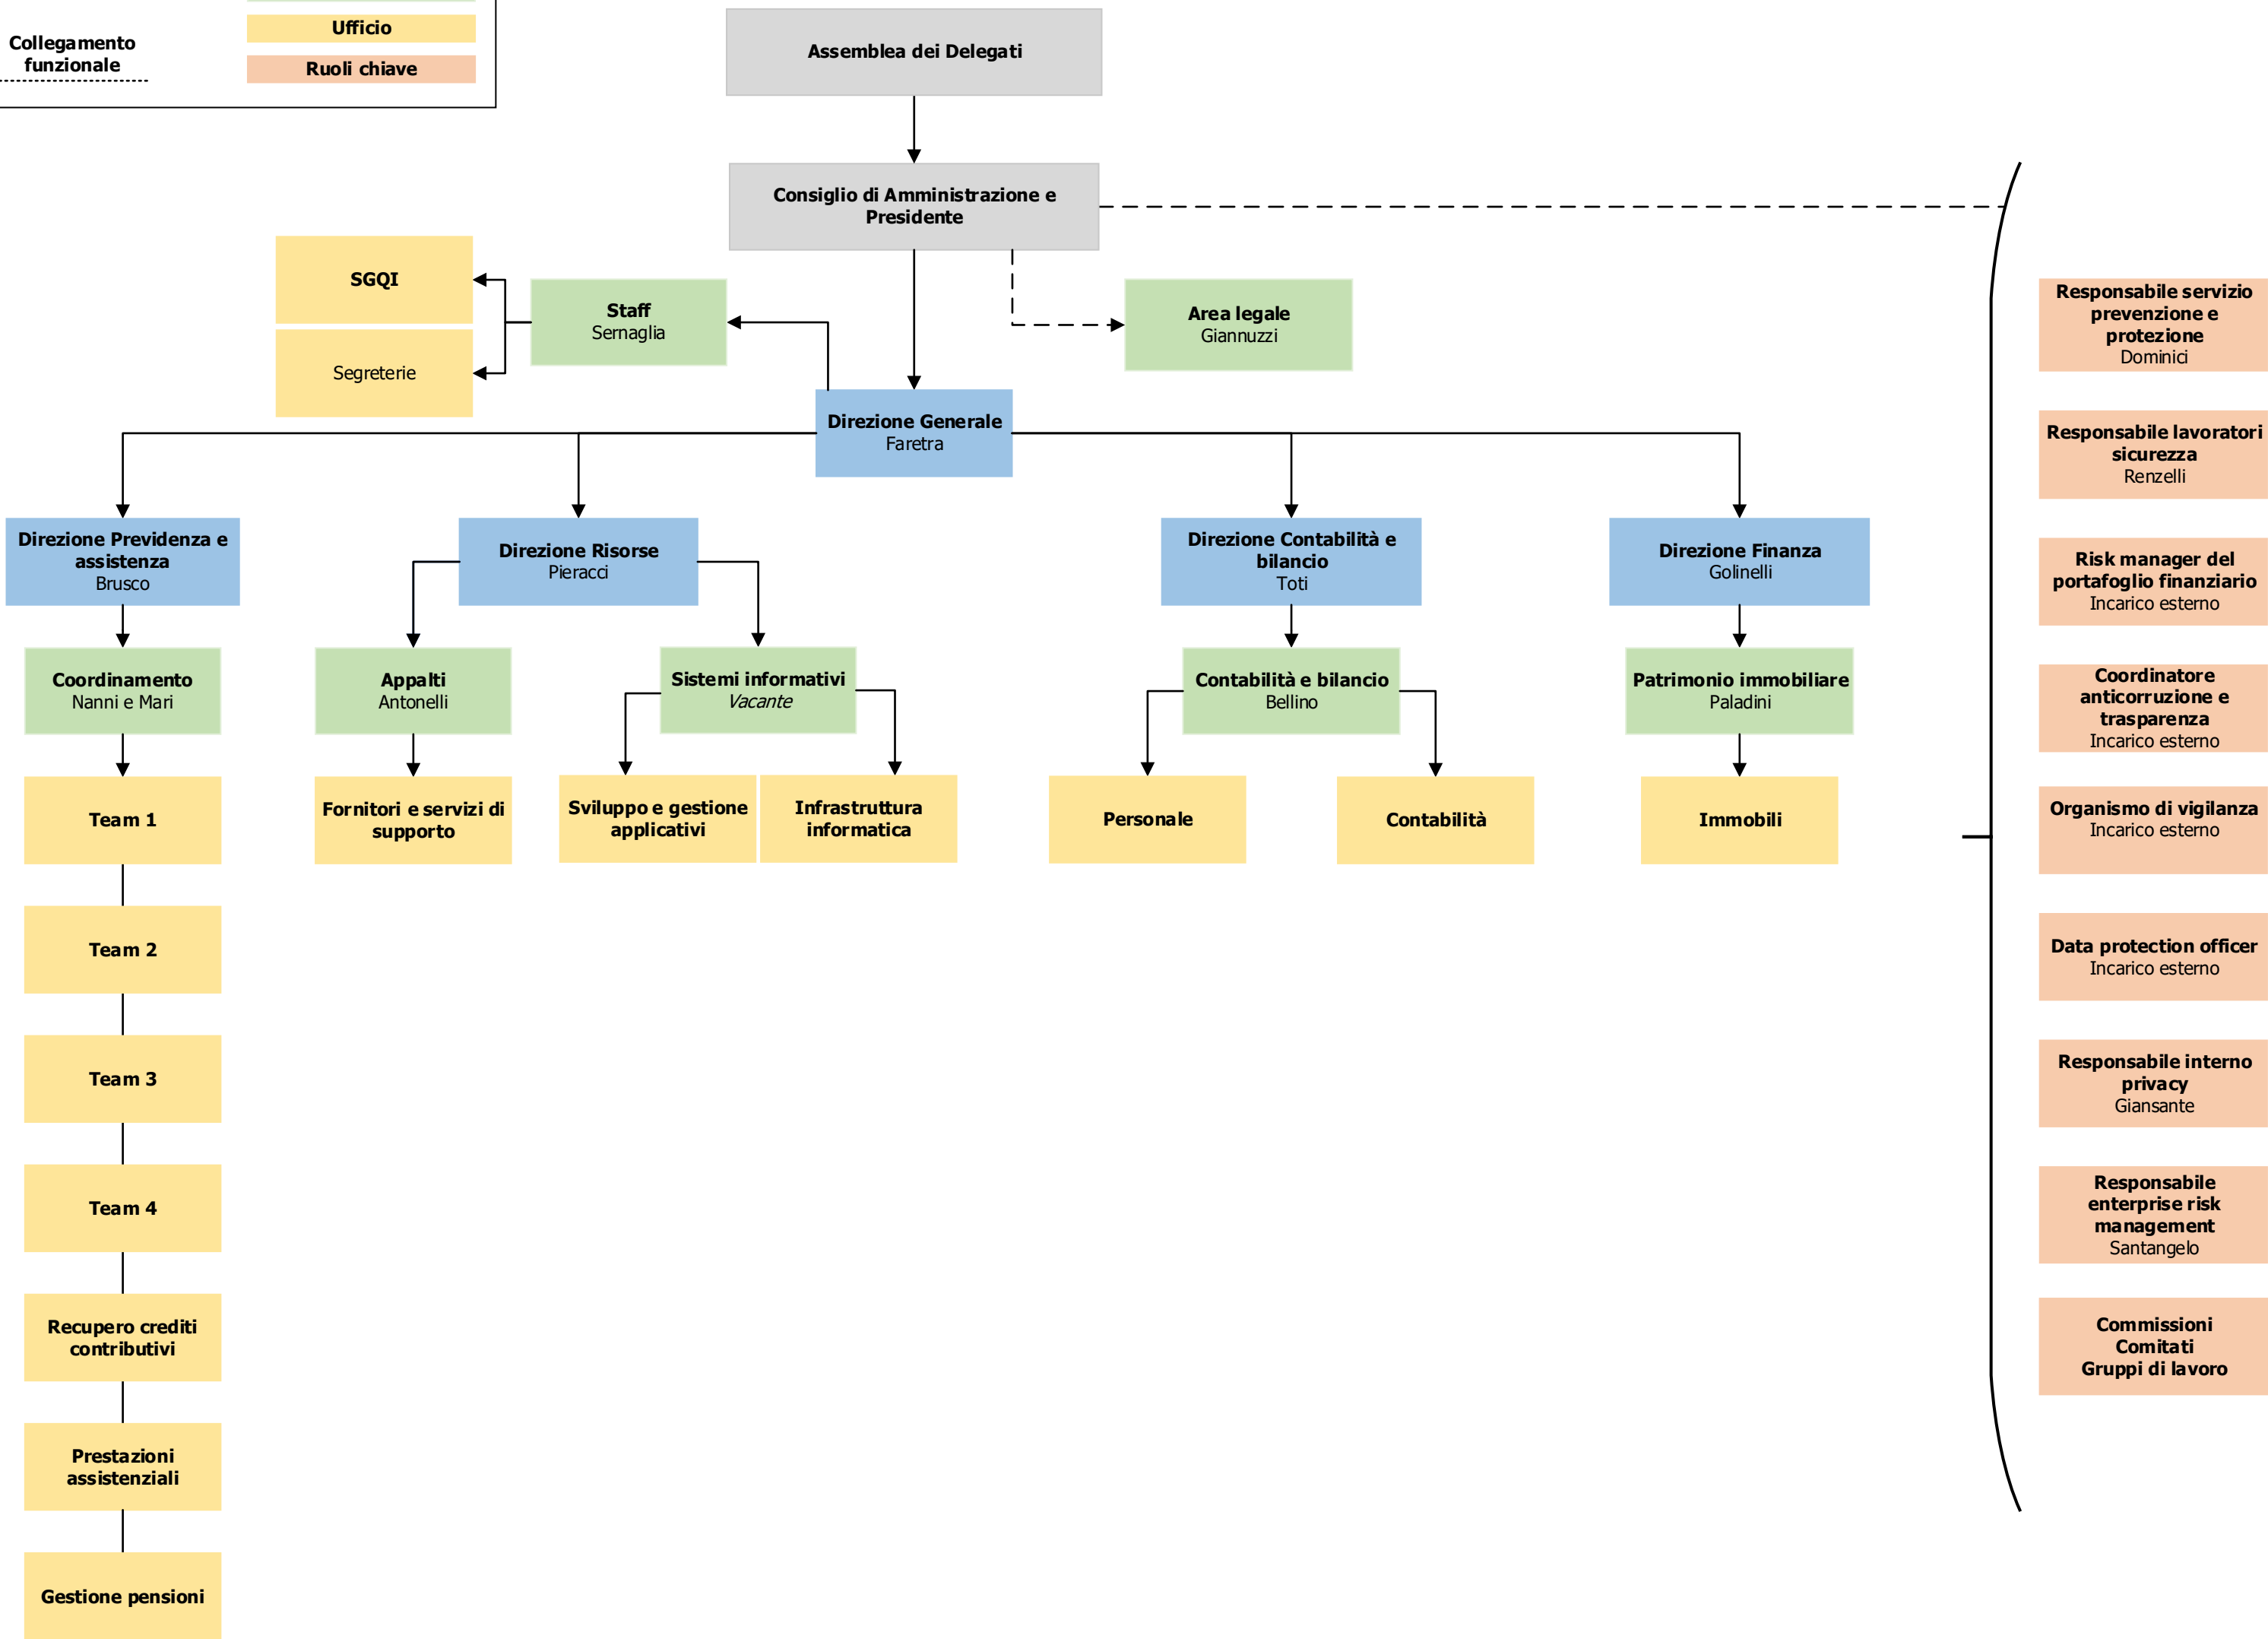 Collegamento
funzionale
Ufficio
Ruoli chiave
Assemblea dei Delegati
Consiglio di Amministrazione e
Presidente
SGQI
Segreterie
Staff
Sernaglia
Area legale
Giannuzzi
Direzione Generale
Faretra
Direzione Previdenza e
assistenza
Brusco
Direzione Risorse
Pieracci
Direzione Contabilità e
bilancio
Toti
Direzione Finanza
Golinelli
Coordinamento
Nanni e Mari
Appalti
Antonelli
Sistemi informativi
Vacante
Contabilità e bilancio
Bellino
Patrimonio immobiliare
Paladini
Team 1
Fornitori e servizi di
supporto
Sviluppo e gestione
applicativi
Infrastruttura
informatica
Personale
Contabilità
Immobili
Team 2
Team 3
Team 4
Recupero crediti
contributivi
Prestazioni
assistenziali
Gestione pensioni
Responsabile servizio
prevenzione e
protezione
Dominici
Responsabile lavoratori
sicurezza
Renzelli
Risk manager del
portafoglio finanziario
Incarico esterno
Coordinatore
anticorruzione e
trasparenza
Incarico esterno
Organismo di vigilanza
Incarico esterno
Data protection officer
Incarico esterno
Responsabile interno
privacy
Giansante
Responsabile
enterprise risk
management
Santangelo
Commissioni
Comitati
Gruppi di lavoro